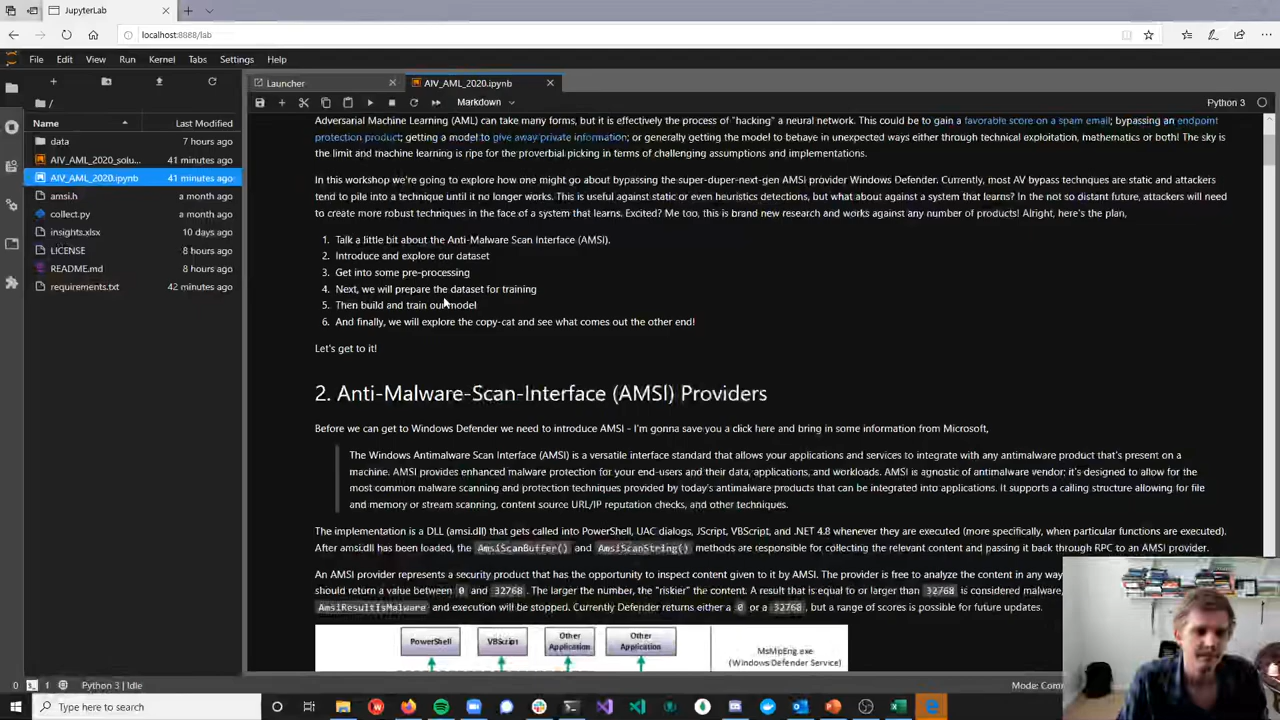 JupyterLab
localhost:8888/lab
File Edit View Run Kernel Tabs Settings Help
Launcher
AIV_AML_2020.ipynb
Markdown
Python 3
/
Name Last Modified
data 7 hours ago
AIV_AML_2020_solu... 41 minutes ago
AIV_AML_2020.ipynb 41 minutes ago
amsi.h a month ago
collect.py a month ago
insights.xlsx 10 days ago
LICENSE 8 hours ago
README.md 8 hours ago
requirements.txt 42 minutes ago
Adversarial Machine Learning (AML) can take many forms, but it is effectively the process of "hacking" a neural network. This could be to gain a favorable score on a spam email; bypassing an endpoint
protection product; getting a model to give away private information; or generally getting the model to behave in unexpected ways either through technical exploitation, mathematics or both! The sky is
the limit and machine learning is ripe for the proverbial picking in terms of challenging assumptions and implementations.
In this workshop we're going to explore how one might go about bypassing the super-duper-next-gen AMSI provider Windows Defender. Currently, most AV bypass techniques are static and attackers
tend to pile into a technique until it no longer works. This is useful against static or even heuristics detections, but what about against a system that learns? In the not so distant future, attackers will need
to create more robust techniques in the face of a system that learns. Excited? Me too, this is brand new research and works against any number of products! Alright, here's the plan,
1. Talk a little bit about the Anti-Malware Scan Interface (AMSI).
2. Introduce and explore our dataset
3. Get into some pre-processing
4. Next, we will prepare the dataset for training
5. Then build and train our model
6. And finally, we will explore the copy-cat and see what comes out the other end!
Let's get to it!
2. Anti-Malware-Scan-Interface (AMSI) Providers
Before we can get to Windows Defender we need to introduce AMSI - I'm gonna save you a click here and bring in some information from Microsoft,
The Windows Antimalware Scan Interface (AMSI) is a versatile interface standard that allows your applications and services to integrate with any antimalware product that's present on a
machine. AMSI provides enhanced malware protection for your end-users and their data, applications, and workloads. AMSI is agnostic of antimalware vendor; it's designed to allow for the
most common malware scanning and protection techniques provided by today's antimalware products that can be integrated into applications. It supports a calling structure allowing for file
and memory or stream scanning, content source URL/IP reputation checks, and other techniques.
The implementation is a DLL (amsi.dll) that gets called into PowerShell, UAC dialogs, JScript, VBScript, and .NET 4.8 whenever they are executed (more specifically, when particular functions are executed).
After amsi.dll has been loaded, the AmsiScanBuffer() and AmsiScanString() methods are responsible for collecting the relevant content and passing it back through RPC to an AMSI provider.
An AMSI provider represents a security product that has the opportunity to inspect content given to it by AMSI. The provider is free to analyze the content in any way
should return a value between 0 and 32768. The larger the number, the "riskier" the content. A result that is equal to or larger than 32768 is considered malware,
AmsiResultIsMalware and execution will be stopped. Currently Defender returns either a 0 or a 32768, but a range of scores is possible for future updates.
PowerShell
VBScript
Other
Application
Other
Application
MsMpEng.exe
(Windows Defender Service)
0
1
Python 3 | Idle
Mode:
Type here to search